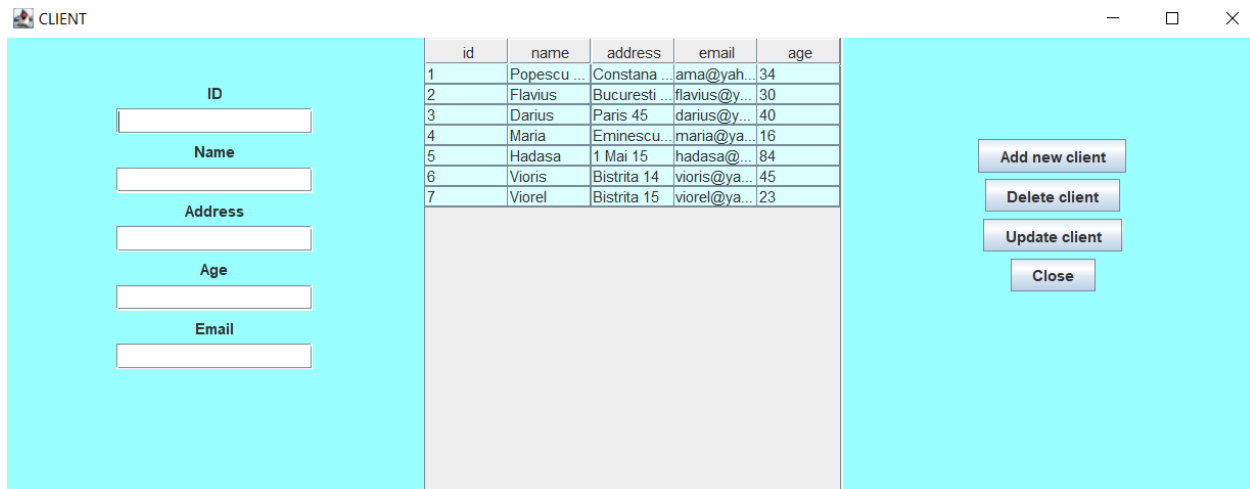 CLIENT
ID
Name
Address
Age
Email
id name address email age
1 Popescu ... Constana ... ama@yah... 34
2 Flavius Bucuresti ... flavius@y... 30
3 Darius Paris 45 darius@y... 40
4 Maria Eminescu... maria@ya... 16
5 Hadasa 1 Mai 15 hadasa@... 84
6 Vioris Bistrita 14 vioris@ya... 45
7 Viorel Bistrita 15 viorel@ya... 23
Add new client
Delete client
Update client
Close